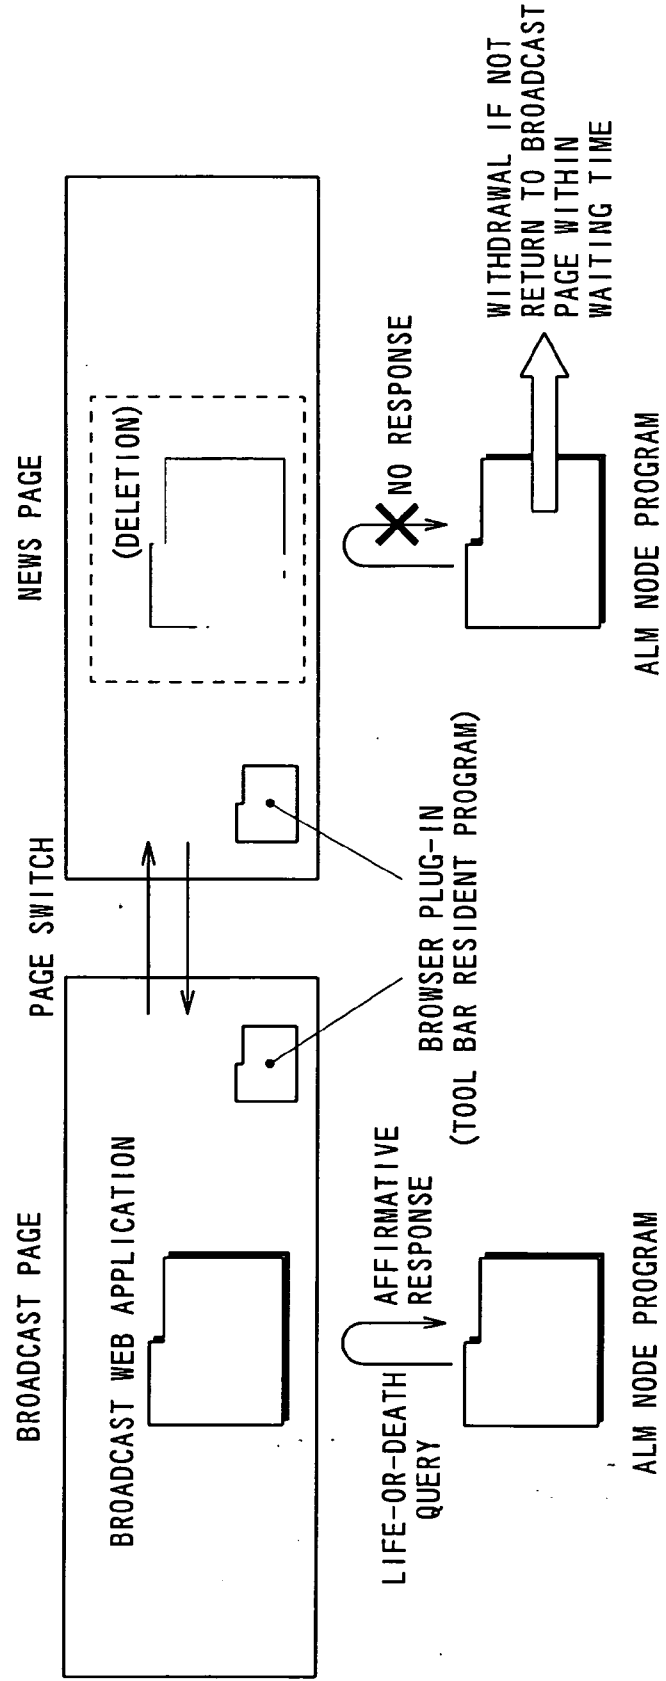 BROADCAST PAGE
PAGE SWITCH
NEWS PAGE
BROADCAST WEB APPLICATION
(DELETION)
LIFE-OR-DEATH
QUERY
AFFIRMATIVE
RESPONSE
BROWSER PLUG-IN
(TOOL BAR RESIDENT PROGRAM)
NO RESPONSE
WITHDRAWAL IF NOT
RETURN TO BROADCAST
PAGE WITHIN
WAITING TIME
ALM NODE PROGRAM
ALM NODE PROGRAM